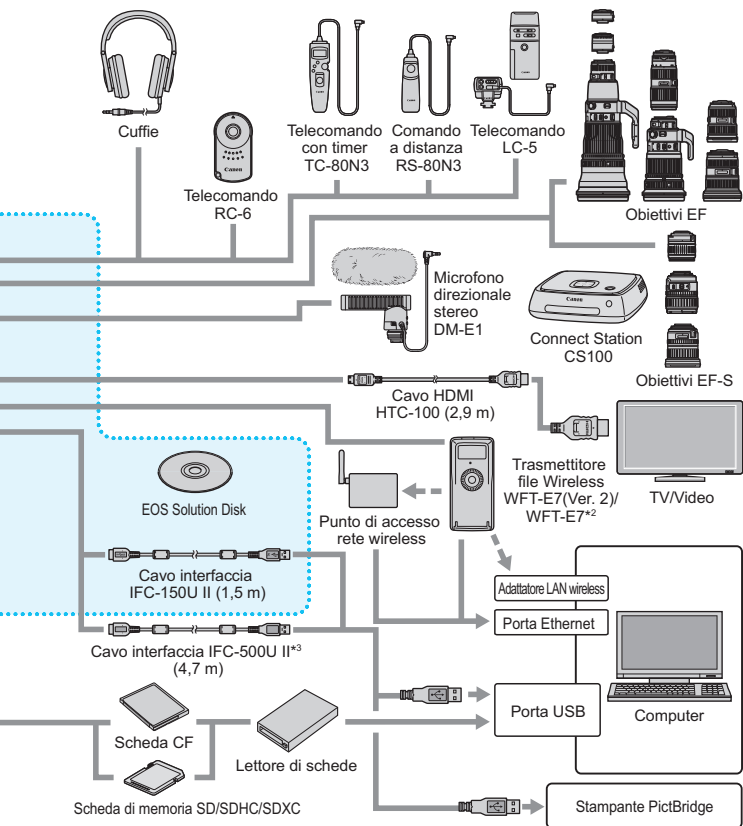 Cuffie
Telecomando
RC-6
Canon
Telecomando
con timer
TC-80N3
Comando
a distanza
RS-80N3
Telecomando
LC-5
Canon
Obiettivi EF
Microfono
direzionale
stereo
DM-E1
Canon
Connect Station
CS100
Obiettivi EF-S
Cavo HDMI
HTC-100 (2,9 m)
EOS Solution Disk
Punto di accesso
rete wireless
Trasmettitore
file Wireless
WFT-E7(Ver. 2)/
WFT-E7*2
TV/Video
Cavo interfaccia
IFC-150U II (1,5 m)
Adattatore LAN wireless
Porta Ethernet
Cavo interfaccia IFC-500U II*3
(4,7 m)
Porta USB
Computer
Scheda CF
Lettore di schede
Scheda di memoria SD/SDHC/SDXC
Stampante PictBridge